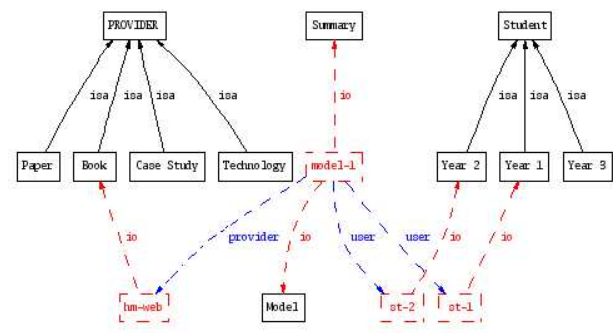 PROVIDER Summary Student
isa isa isa isa io isa isa isa
Paper Book Case Study Technology model-1 Year 2 Year 1 Year 3
io provider io user user io io
hm-web Model st-2 st-1